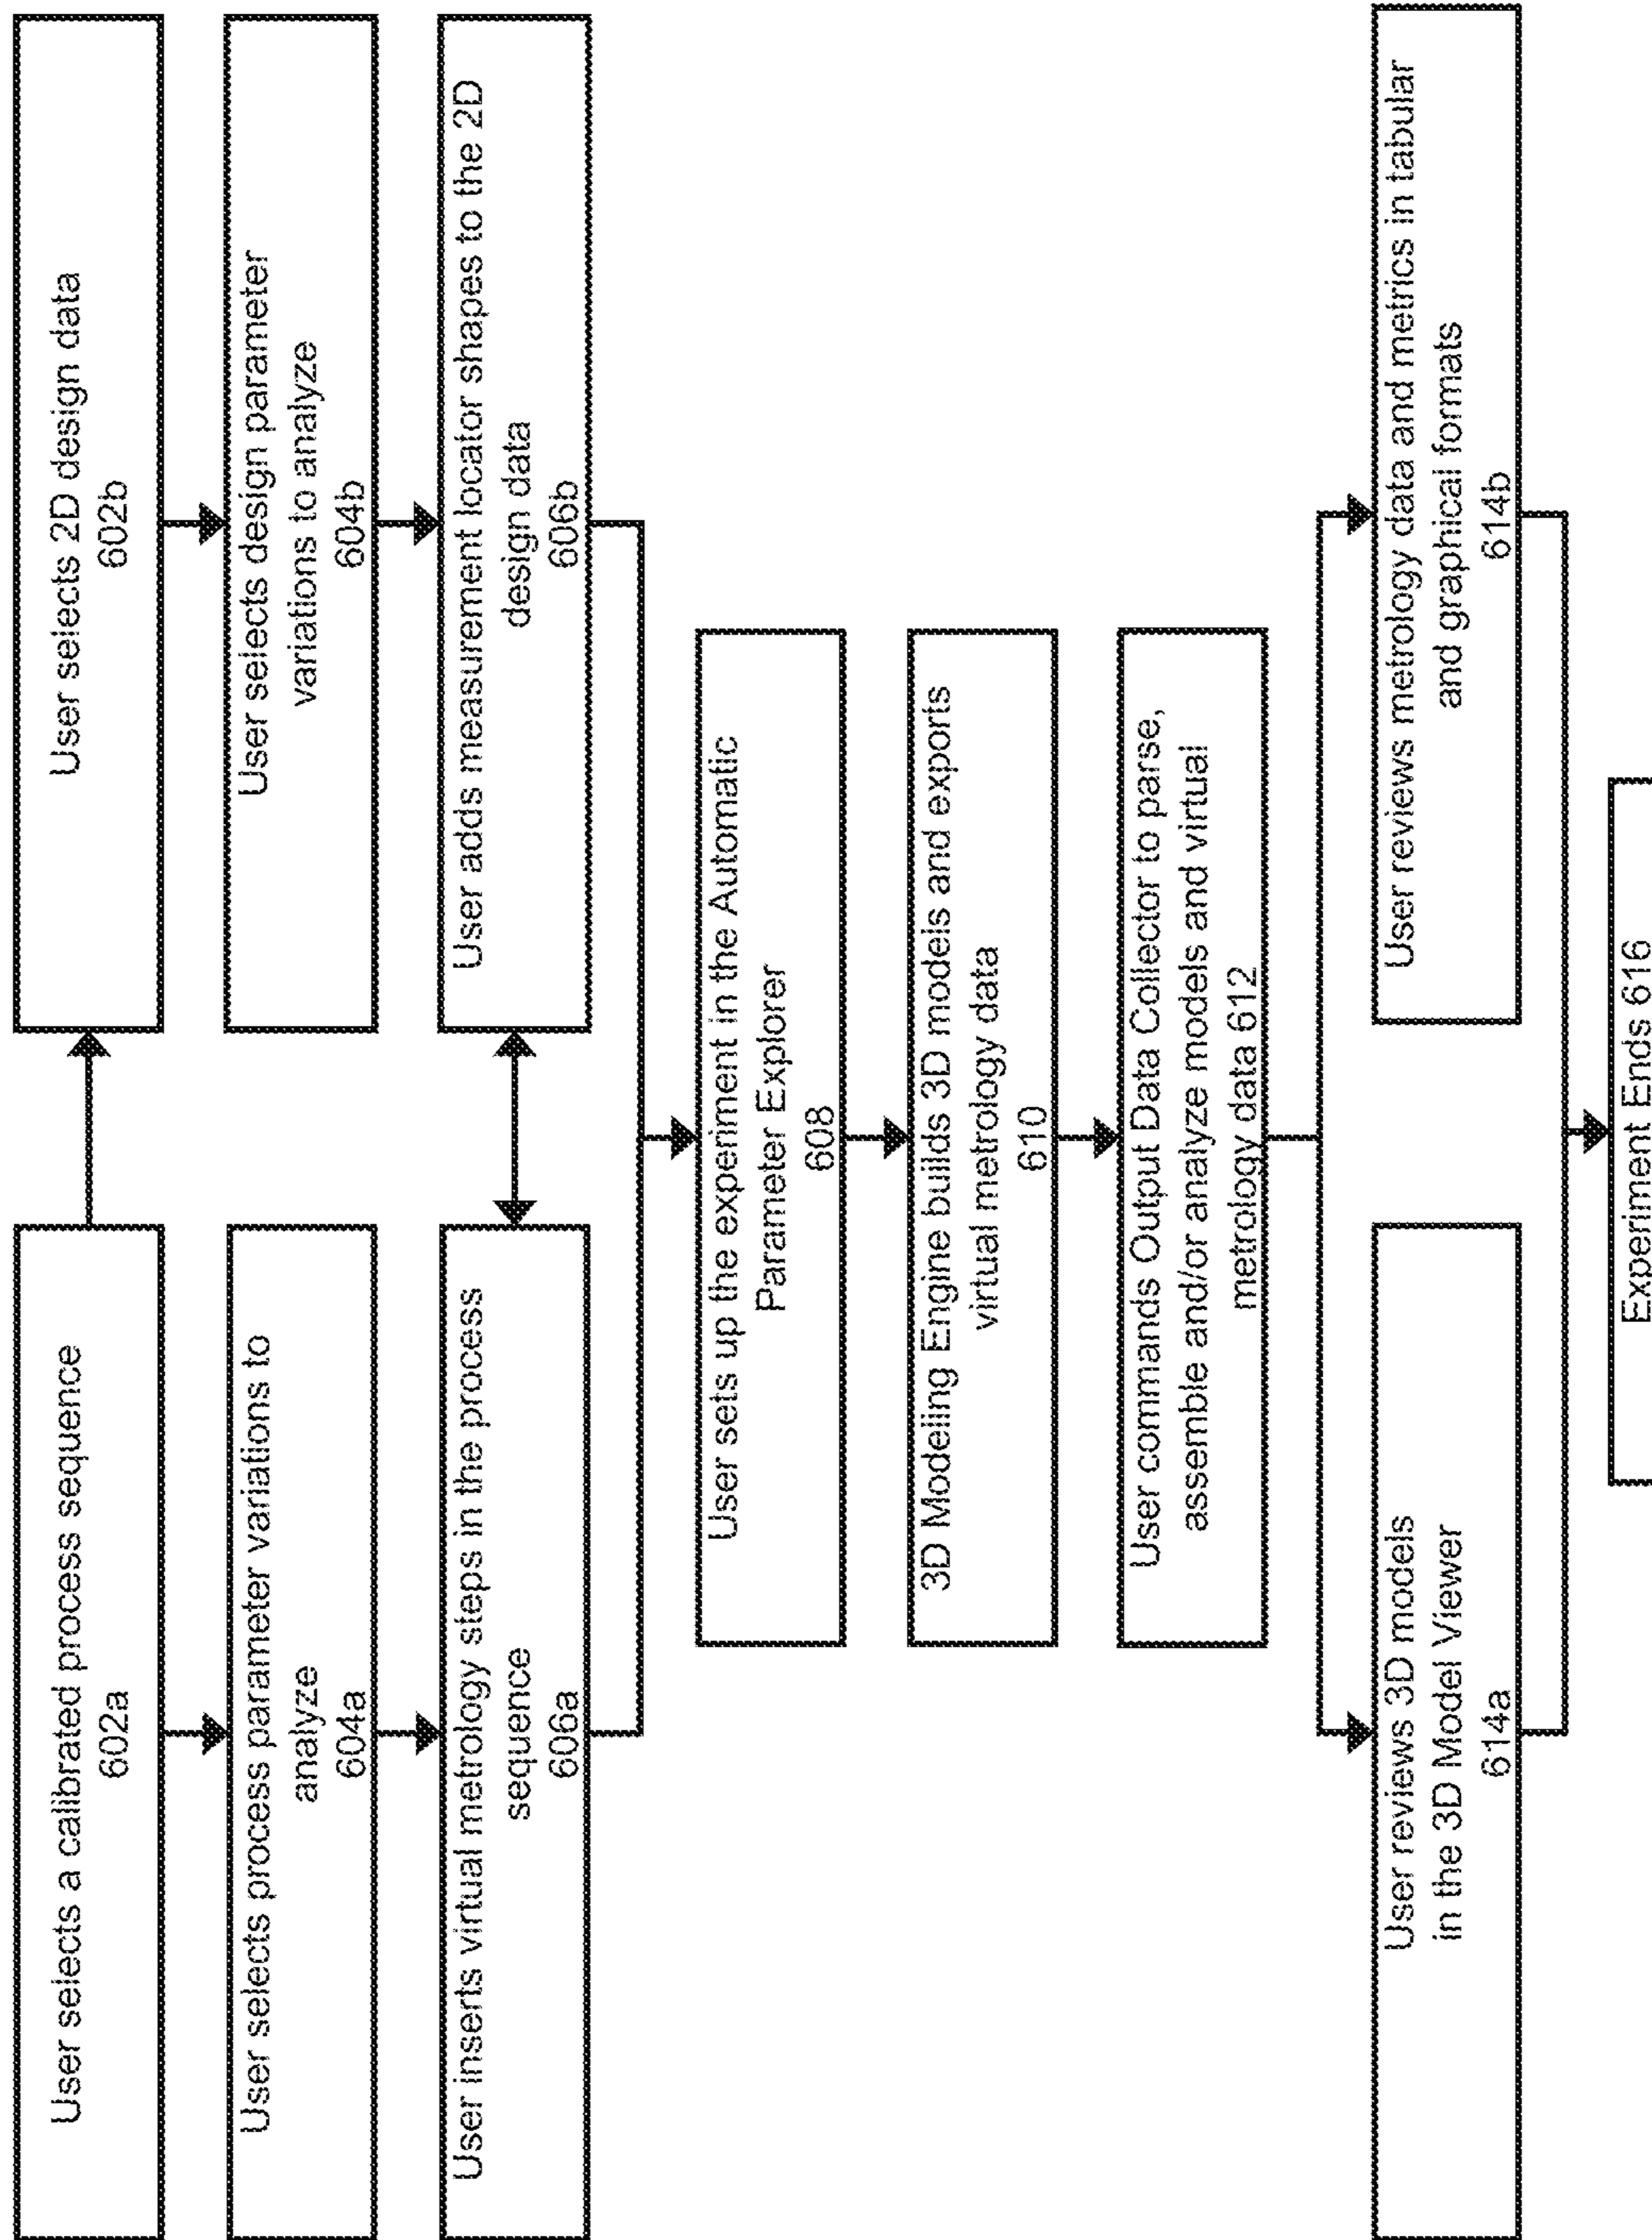 User selects a calibrated process sequence
602a
User selects 2D design data
602b
User selects process parameter variations to
analyze
604a
User selects design parameter
variations to analyze
604b
User inserts virtual metrology steps in the process
sequence
606a
User adds measurement locator shapes to the 2D
design data
606b
User sets up the experiment in the Automatic
Parameter Explorer
608
3D Modeling Engine builds 3D models and exports
virtual metrology data
610
User commands Output Data Collector to parse,
assemble and/or analyze models and virtual
metrology data 612
User reviews 3D models
in the 3D Model Viewer
614a
User reviews metrology data and metrics in tabular
and graphical formats
614b
Experiment Ends 616